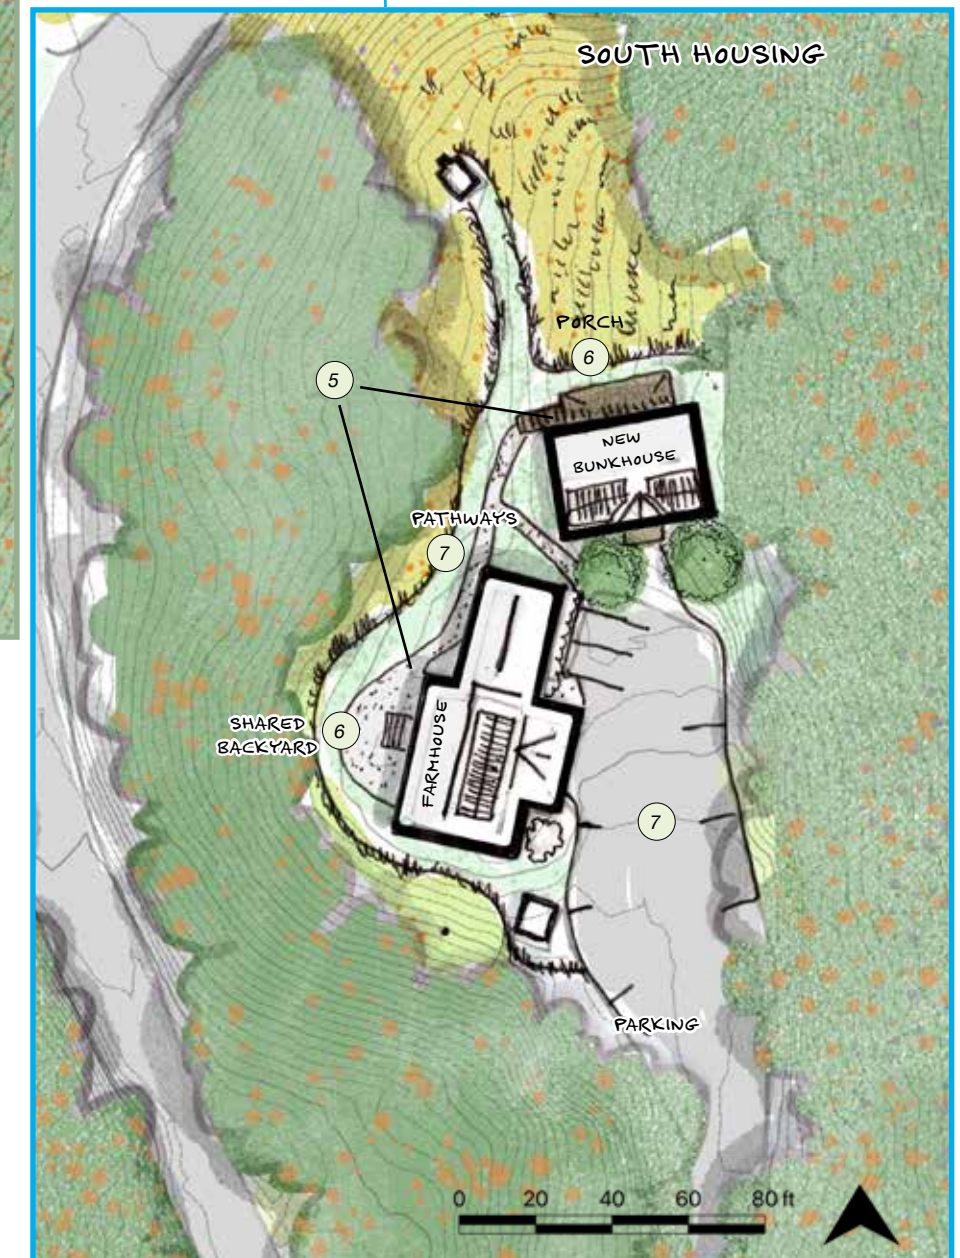 SOUTH HOUSING
PORCH
6
5
NEW
BUNKHOUSE
PATHWAYS
7
SHARED
BACKYARD
6
FARMHOUSE
7
PARKING
0 20 40 60 80 ft